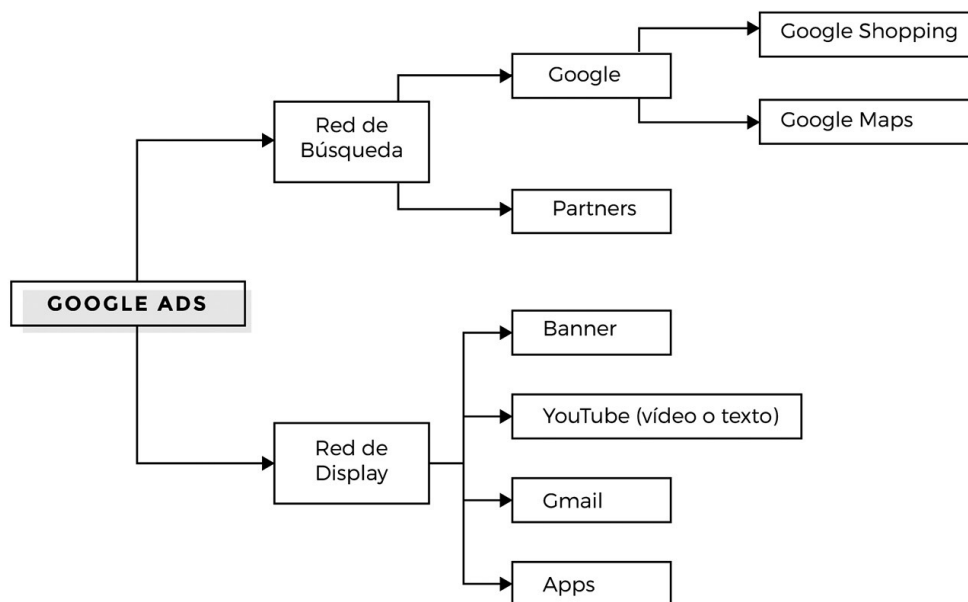 Google Shopping
Google
Google Maps
Red de
Búsqueda
Partners
GOOGLE ADS
Banner
YouTube (vídeo o texto)
Red de
Display
Gmail
Apps